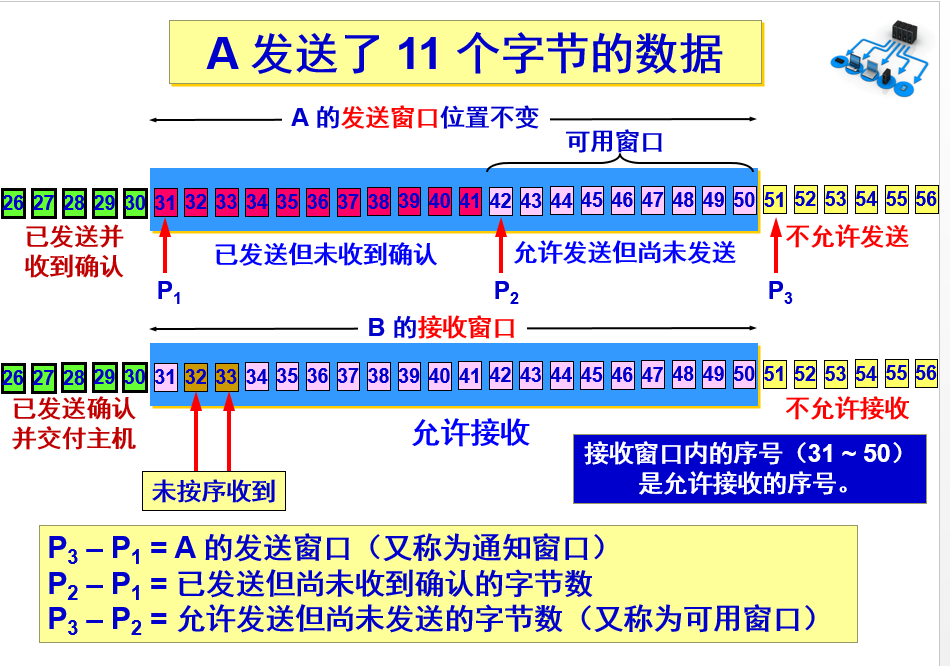 A 发送了 11 个字节的数据
A 的发送窗口位置不变
可用窗口
26 27 28 29 30 31 32 33 34 35 36 37 38 39 40 41 42 43 44 45 46 47 48 49 50 51 52 53 54 55 56
已发送并
收到确认
已发送但未收到确认
允许发送但尚未发送
不允许发送
P1
P2
P3
B 的接收窗口
26 27 28 29 30 31 32 33 34 35 36 37 38 39 40 41 42 43 44 45 46 47 48 49 50 51 52 53 54 55 56
已发送确认
并交付主机
允许接收
不允许接收
未按序收到
接收窗口内的序号（31 ~ 50）
是允许接收的序号。
P3 – P1 = A 的发送窗口（又称为通知窗口）
P2 – P1 = 已发送但尚未收到确认的字节数
P3 – P2 = 允许发送但尚未发送的字节数（又称为可用窗口）